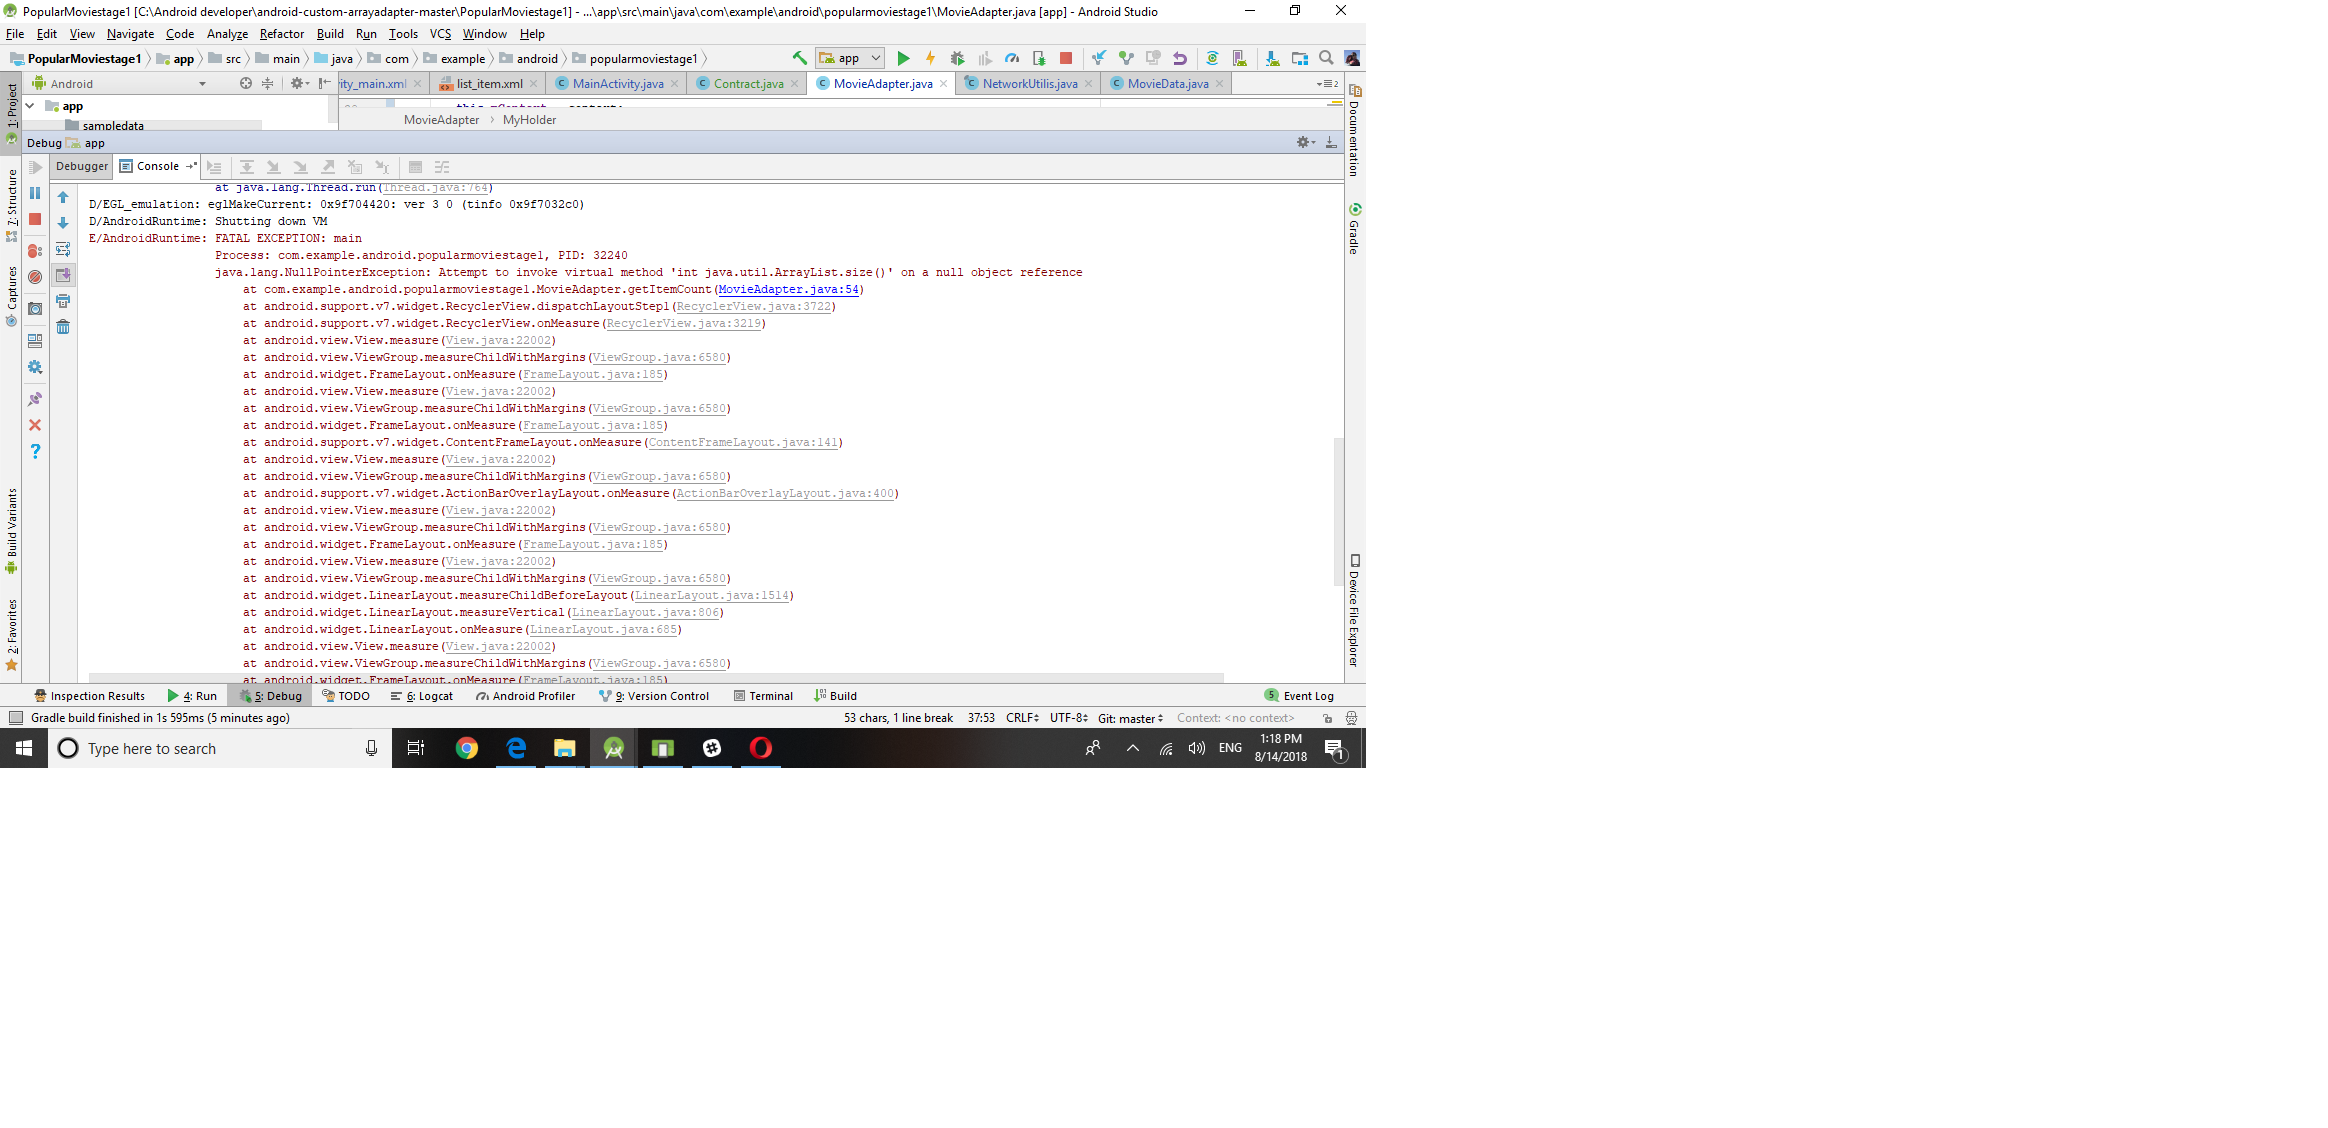 PopularMoviestage1 [C:\Android developer\android-custom-arrayadapter-master\PopularMoviestage1] - ...\app\src\main\java\com\example\android\popularmoviestage1\MovieAdapter.java [app] - Android Studio
File Edit View Navigate Code Analyze Refactor Build Run Tools VCS Window Help
PopularMoviestage1 app src main java com example android popularmoviestage1 app
Android ity_main.xml list_item.xml MainActivity.java Contract.java MovieAdapter.java NetworkUtilis.java MovieData.java 2
app
sampledata
MovieAdapter › MyHolder
Debug app
Debugger Console
at java.lang.Thread.run(Thread.java:764)
D/EGL_emulation: eglMakeCurrent: 0x9f704420: ver 3 0 (tinfo 0x9f7032c0)
D/AndroidRuntime: Shutting down VM
E/AndroidRuntime: FATAL EXCEPTION: main
Process: com.example.android.popularmoviestage1, PID: 32240
java.lang.NullPointerException: Attempt to invoke virtual method 'int java.util.ArrayList.size()' on a null object reference
at com.example.android.popularmoviestage1.MovieAdapter.getItemCount(MovieAdapter.java:54)
at android.support.v7.widget.RecyclerView.dispatchLayoutStep1(RecyclerView.java:3722)
at android.support.v7.widget.RecyclerView.onMeasure(RecyclerView.java:3219)
at android.view.View.measure(View.java:22002)
at android.view.ViewGroup.measureChildWithMargins(ViewGroup.java:6580)
at android.widget.FrameLayout.onMeasure(FrameLayout.java:185)
at android.view.View.measure(View.java:22002)
at android.view.ViewGroup.measureChildWithMargins(ViewGroup.java:6580)
at android.widget.FrameLayout.onMeasure(FrameLayout.java:185)
at android.support.v7.widget.ContentFrameLayout.onMeasure(ContentFrameLayout.java:141)
at android.view.View.measure(View.java:22002)
at android.view.ViewGroup.measureChildWithMargins(ViewGroup.java:6580)
at android.support.v7.widget.ActionBarOverlayLayout.onMeasure(ActionBarOverlayLayout.java:400)
at android.view.View.measure(View.java:22002)
at android.view.ViewGroup.measureChildWithMargins(ViewGroup.java:6580)
at android.widget.FrameLayout.onMeasure(FrameLayout.java:185)
at android.view.View.measure(View.java:22002)
at android.view.ViewGroup.measureChildWithMargins(ViewGroup.java:6580)
at android.widget.LinearLayout.measureChildBeforeLayout(LinearLayout.java:1514)
at android.widget.LinearLayout.measureVertical(LinearLayout.java:806)
at android.widget.LinearLayout.onMeasure(LinearLayout.java:685)
at android.view.View.measure(View.java:22002)
at android.view.ViewGroup.measureChildWithMargins(ViewGroup.java:6580)
at android.widget.FrameLayout.onMeasure(FrameLayout.java:185)
1: Project
7: Structure
Captures
Build Variants
2: Favorites
Documentation
Gradle
Device File Explorer
Inspection Results 4: Run 5: Debug TODO 6: Logcat Android Profiler 9: Version Control Terminal Build 5 Event Log
Gradle build finished in 1s 595ms (5 minutes ago) 53 chars, 1 line break 37:53 CRLF UTF-8 Git: master Context: <no context>
Type here to search ENG 1:18 PM
8/14/2018 1